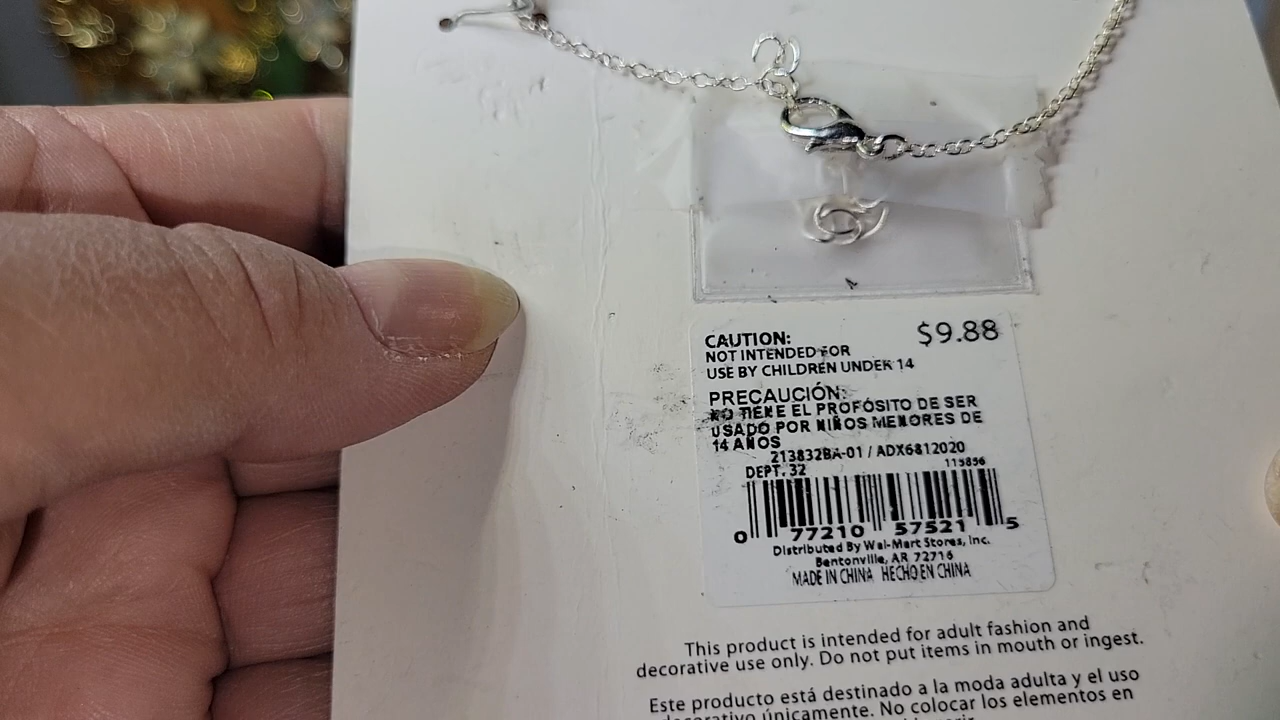 CAUTION:
$9.88
NOT INTENDED FOR
USE BY CHILDREN UNDER 14
PRECAUCIÓN:
NO TIENE EL PROFÓSITO DE SER
USADO POR NIÑOS MENORES DE
14 AÑOS
213832BA-01 / ADX6812020
DEPT. 32
115856
0 77210 57521 5
Distributed By Wal-Mart Stores, Inc.
Bentonville, AR 72716
MADE IN CHINA HECHO EN CHINA
This product is intended for adult fashion and
decorative use only. Do not put items in mouth or ingest.
Este producto está destinado a la moda adulta y el uso
decorativo únicamente. No colocar los elementos en